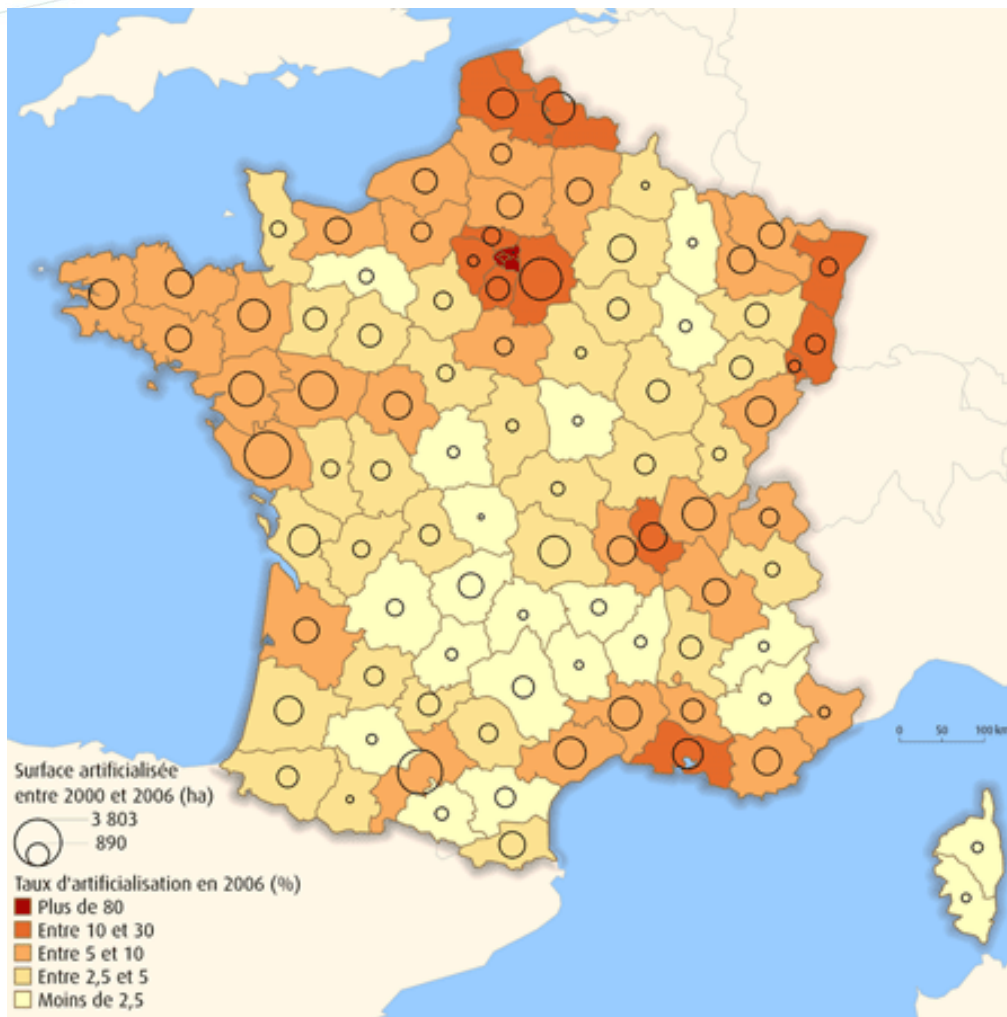 0 50 100 km
Surface artificialisée
entre 2000 et 2006 (ha)
3 803
890
Taux d'artificialisation en 2006 (%)
Plus de 80
Entre 10 et 30
Entre 5 et 10
Entre 2,5 et 5
Moins de 2,5